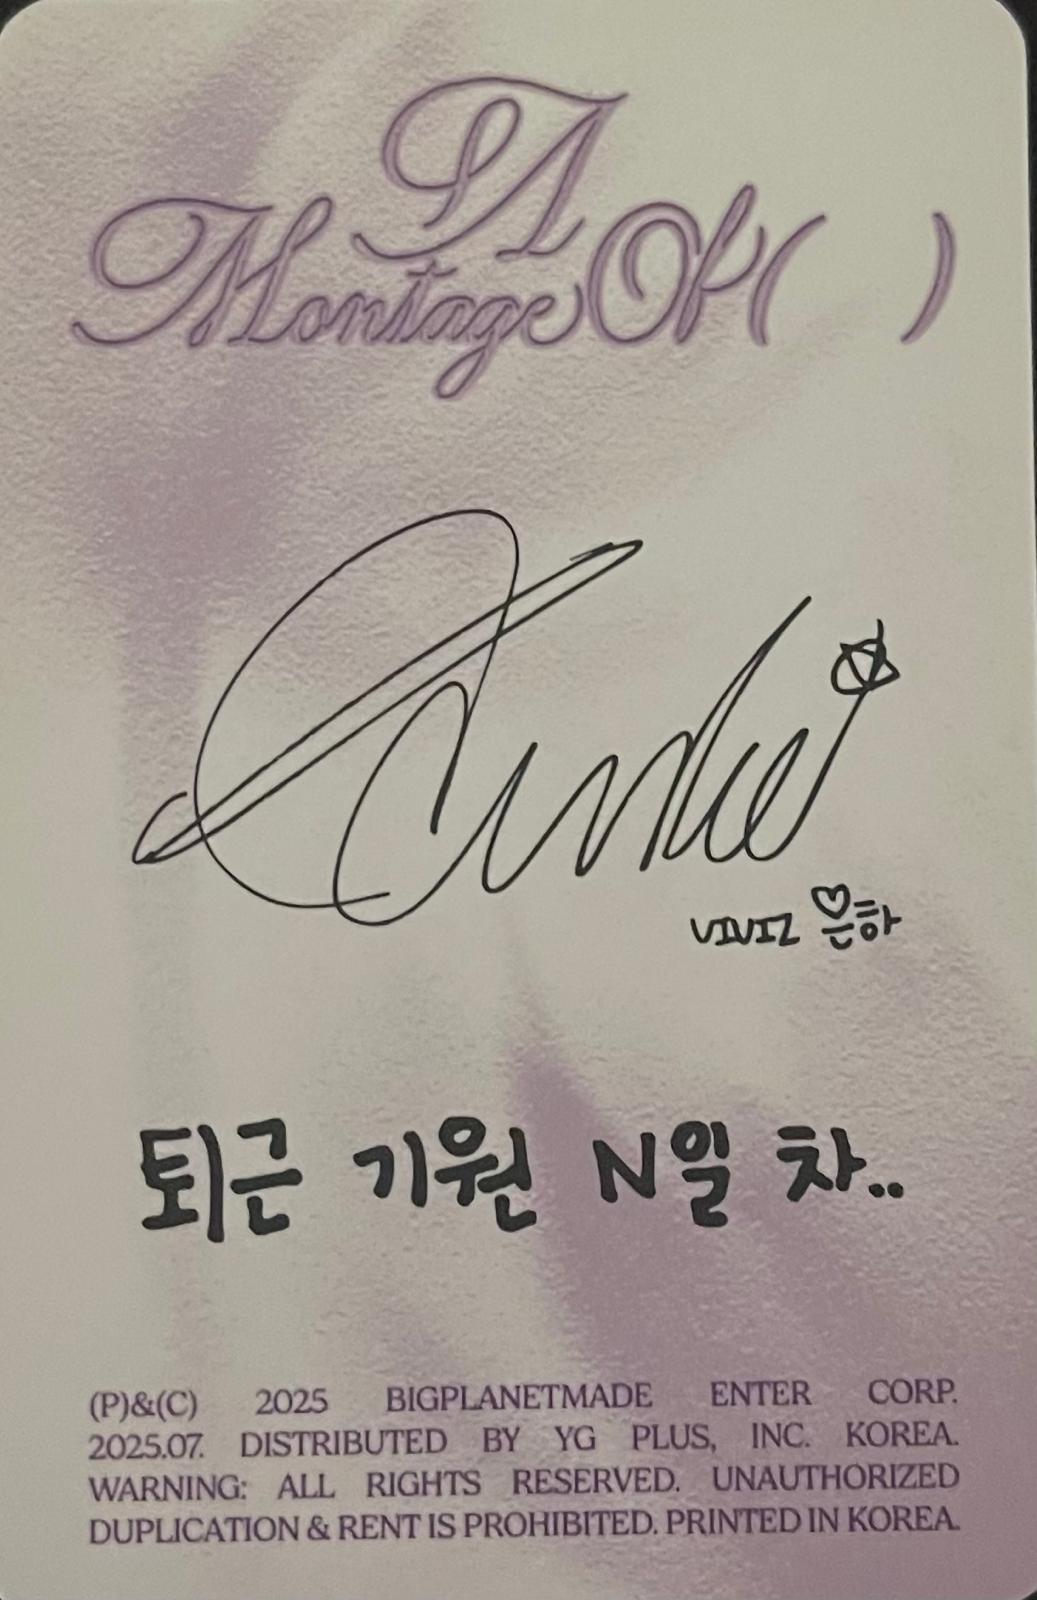 A
Montage Of ( )
VIVIZ ♡은하
퇴근 기원 N일 차..
(P)&(C) 2025 BIGPLANETMADE ENTER CORP.
2025.07. DISTRIBUTED BY YG PLUS, INC. KOREA.
WARNING: ALL RIGHTS RESERVED. UNAUTHORIZED
DUPLICATION & RENT IS PROHIBITED. PRINTED IN KOREA.